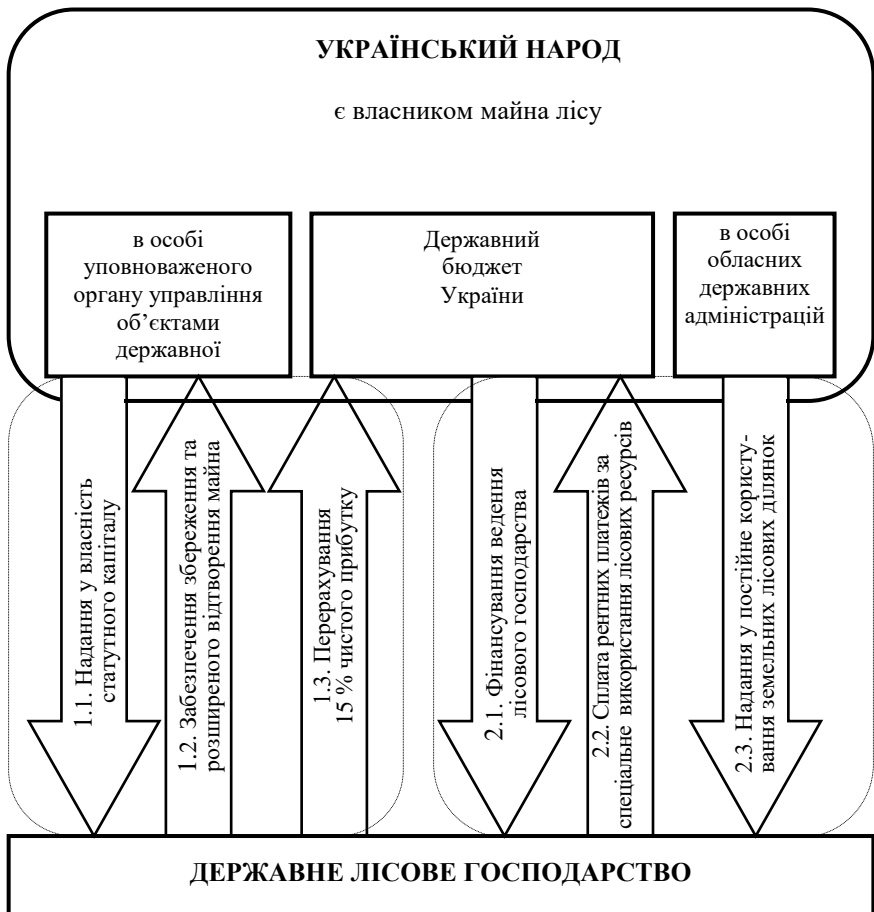 УКРАЇНСЬКИЙ НАРОД
є власником майна лісу
в особі
уповноваженого
органу управління
об’єктами
державної
Державний
бюджет
України
в особі
обласних
державних
адміністрацій
1.1. Надання у власність
статутного капіталу
1.2. Забезпечення збереження та
розширеного відтворення майна
1.3. Перерахування
15 % чистого прибутку
2.1. Фінансування ведення
лісового господарства
2.2. Сплата рентних платежів за
спеціальне використання лісових ресурсів
2.3. Надання у постійне користу-
вання земельних лісових ділянок
ДЕРЖАВНЕ ЛІСОВЕ ГОСПОДАРСТВО